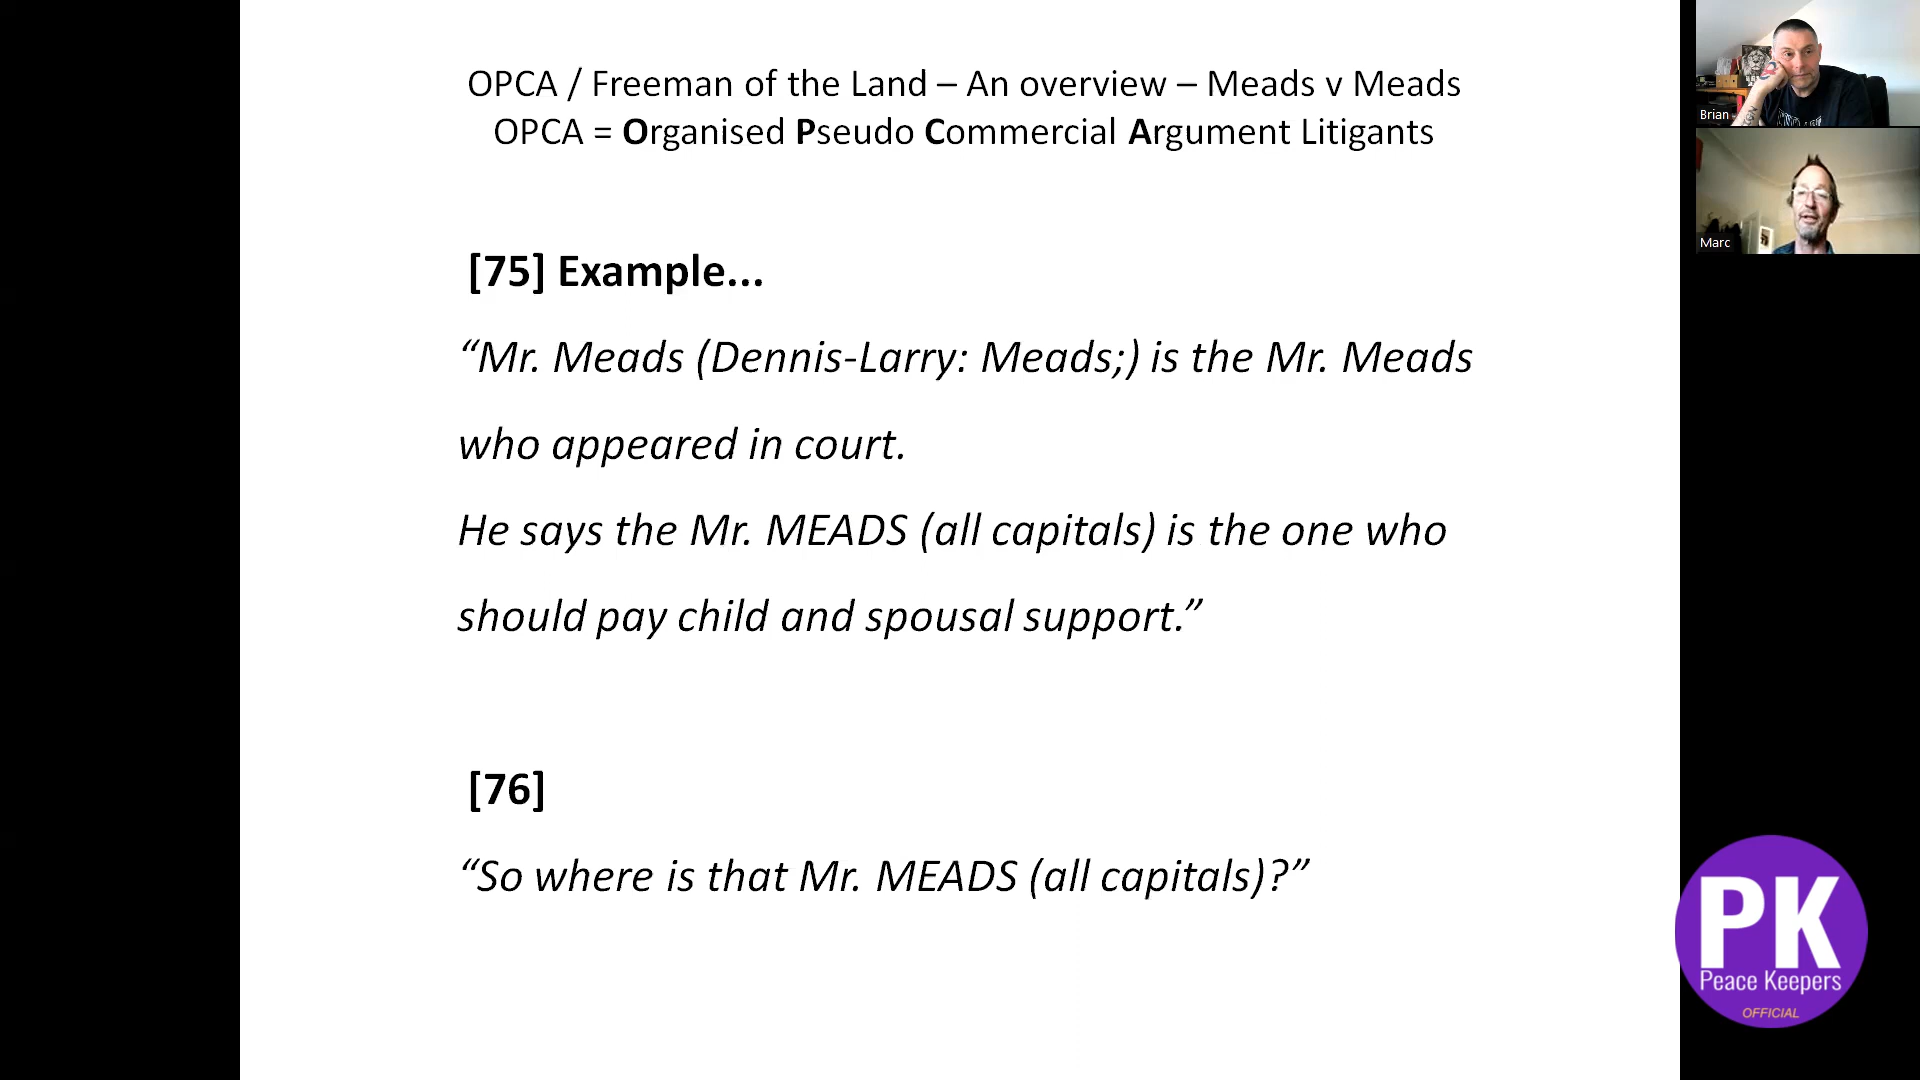 OPCA / Freeman of the Land – An overview – Meads v Meads
OPCA = Organised Pseudo Commercial Argument Litigants
[75] Example...
“Mr. Meads (Dennis-Larry: Meads;) is the Mr. Meads
who appeared in court.
He says the Mr. MEADS (all capitals) is the one who
should pay child and spousal support.”
[76]
“So where is that Mr. MEADS (all capitals)?”
Brian
Marc
PK
Peace Keepers
OFFICIAL